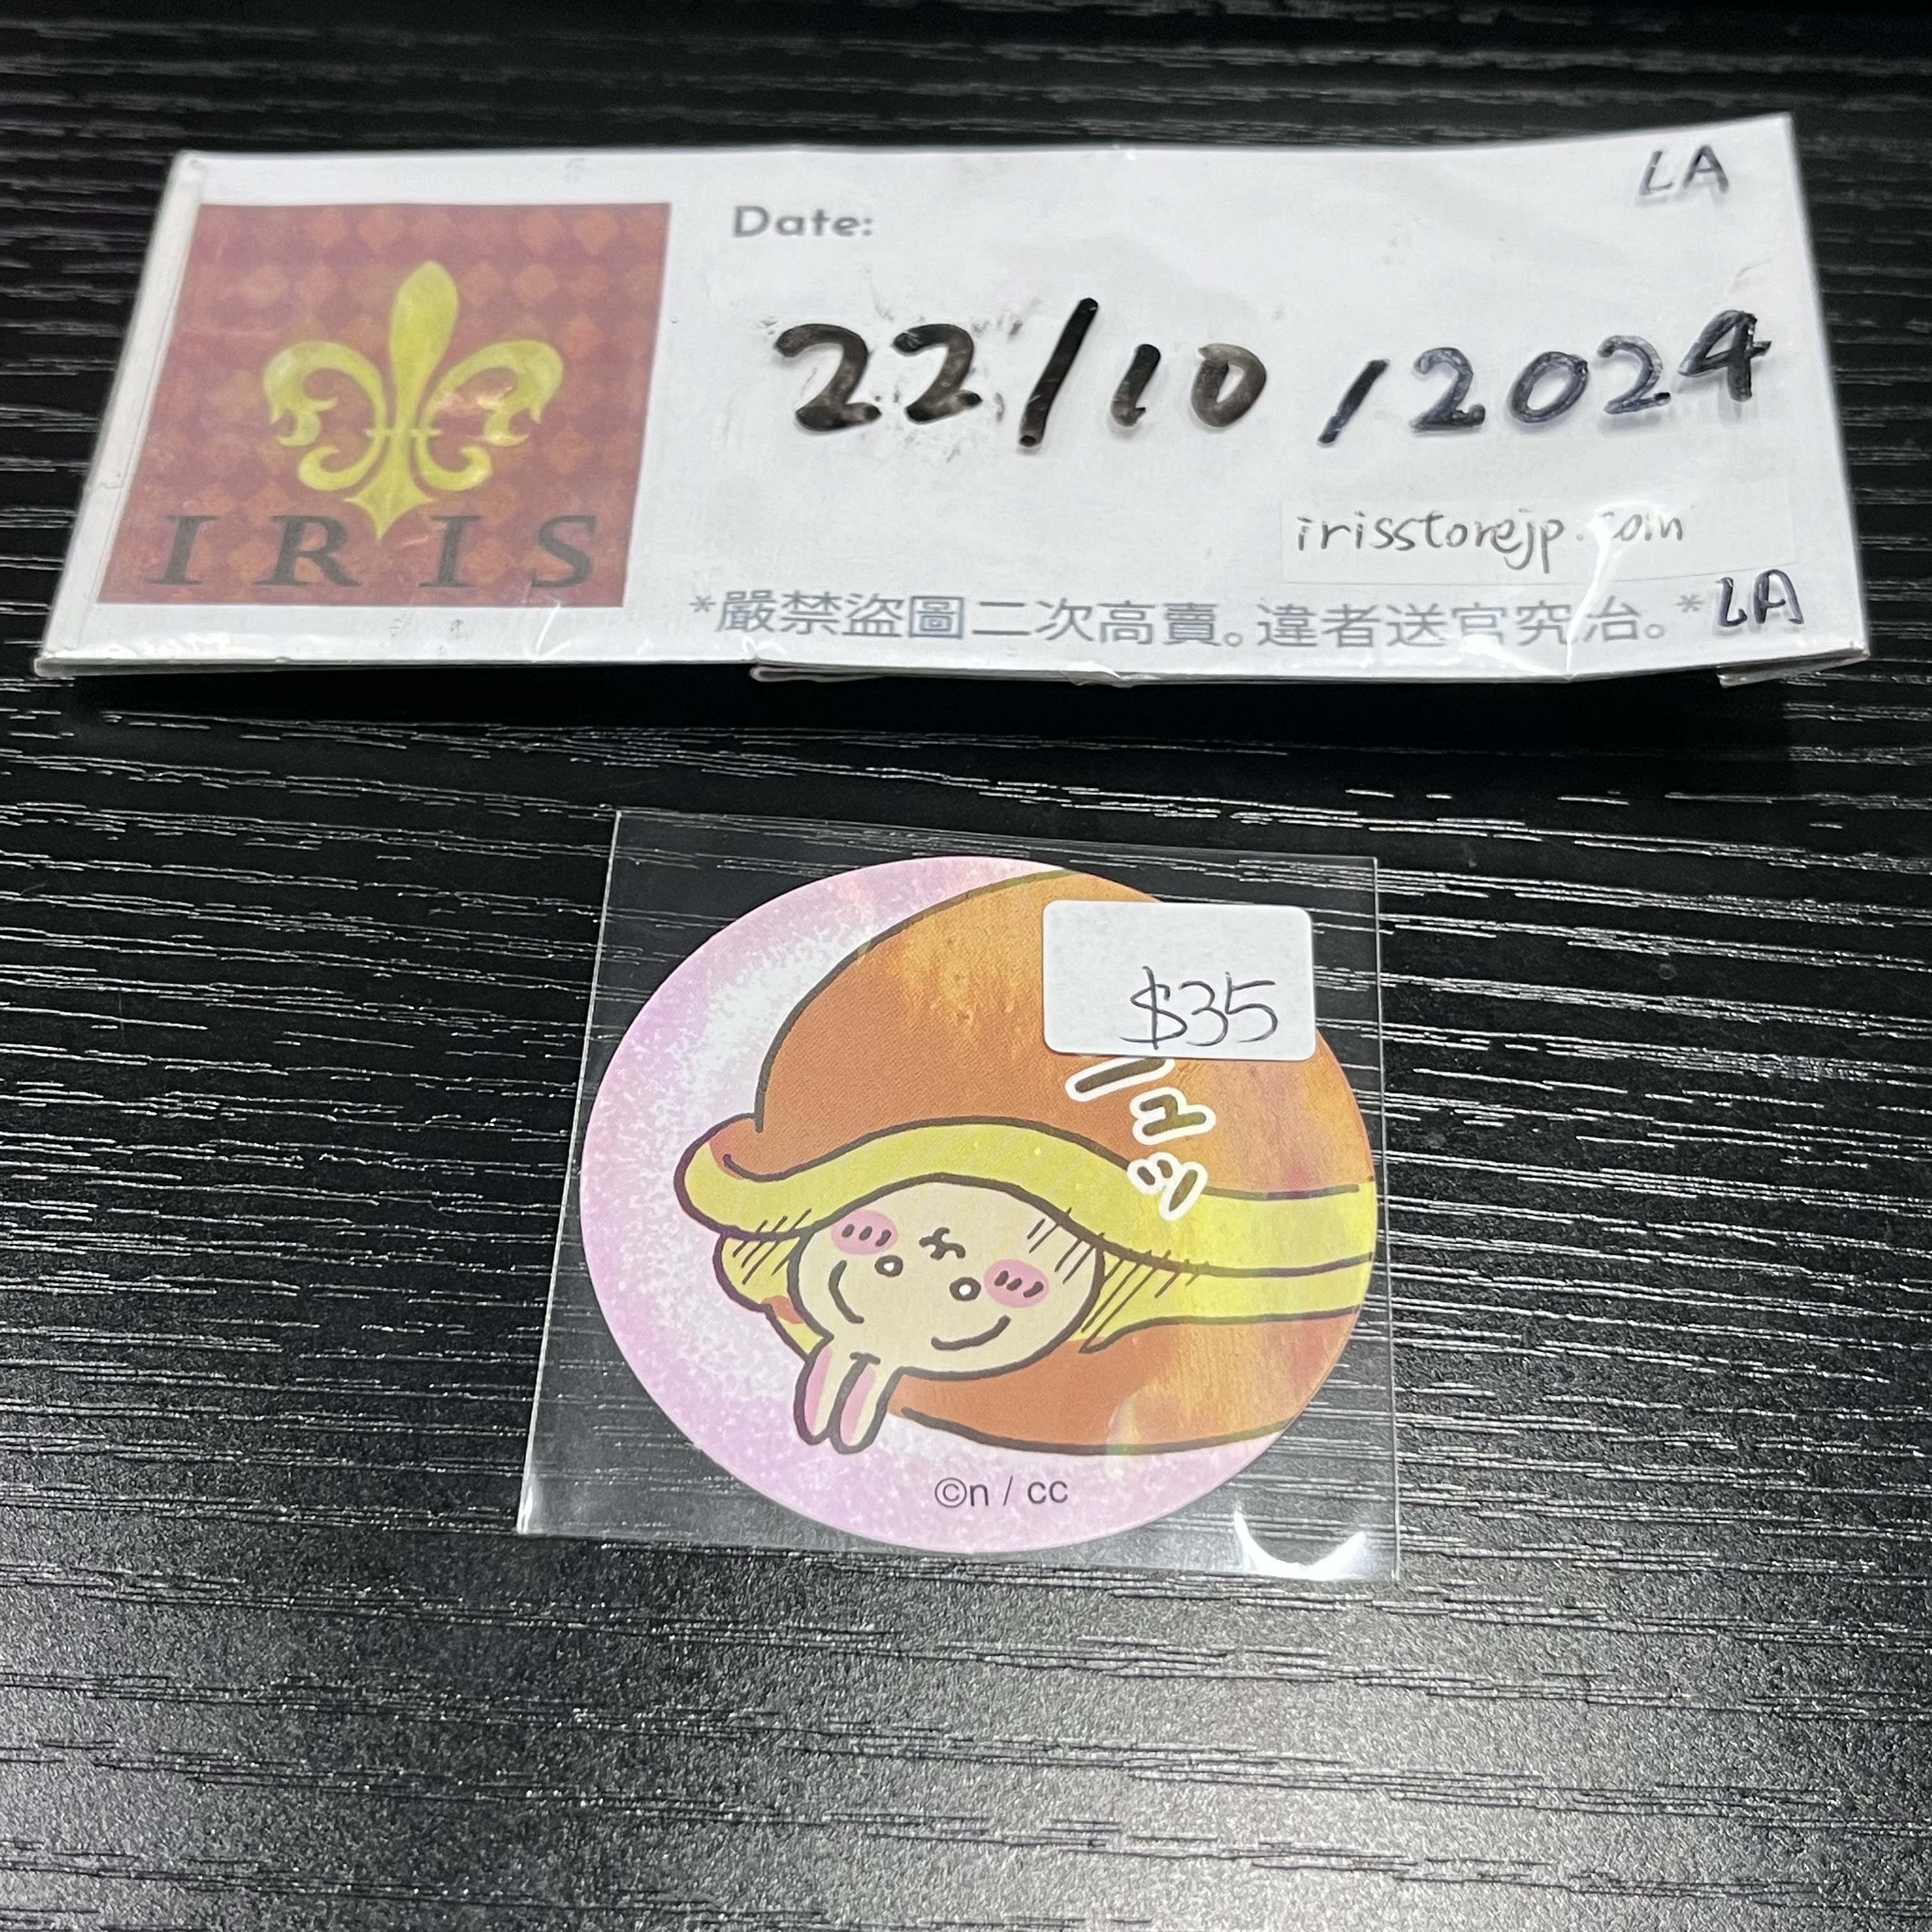 LA
Date:
22/10/2024
IRIS
irisstorejp.com
*嚴禁盜圖二次高賣。違者送官究治。*
LA
$35
ニュッ
©n / cc